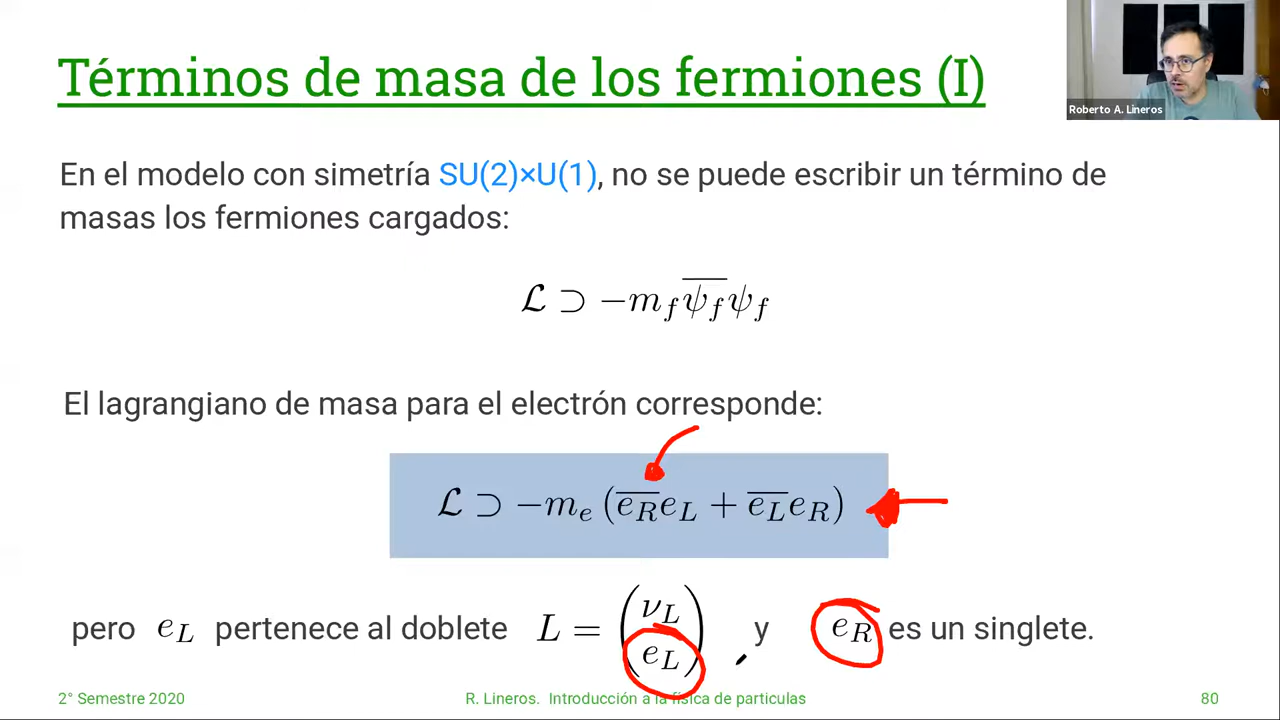 Términos de masa de los fermiones (I)
Roberto A. Lineros
En el modelo con simetría SU(2)×U(1), no se puede escribir un término de
masas los fermiones cargados:
ℒ ⊃ −m_f \overline{ψ_f} ψ_f
El lagrangiano de masa para el electrón corresponde:
ℒ ⊃ −m_e (\overline{e_R} e_L + \overline{e_L} e_R)
pero e_L pertenece al doblete L = (ν_L e_L) y e_R es un singlete.
2° Semestre 2020
R. Lineros. Introducción a la física de particulas
80